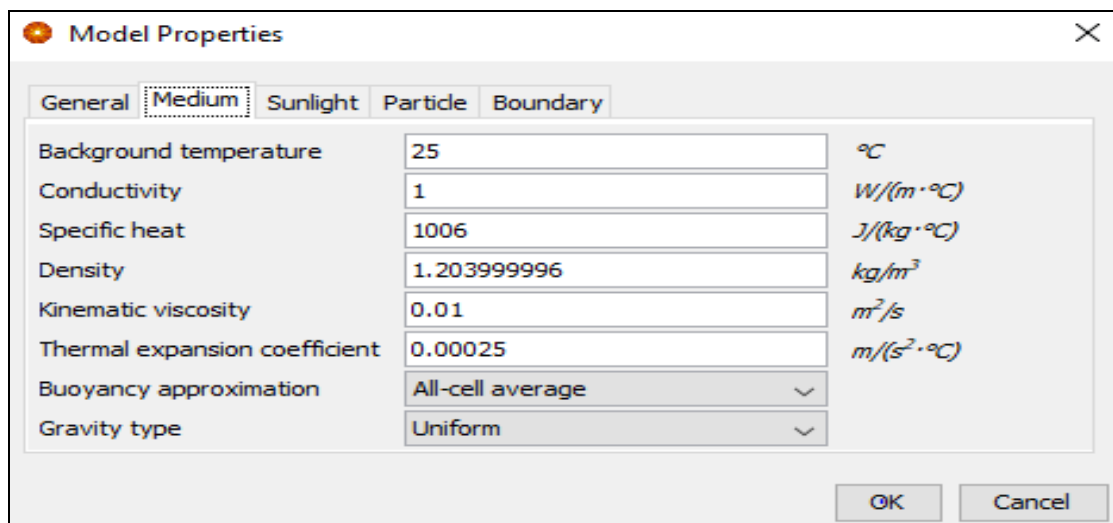 Model Properties
General Medium Sunlight Particle Boundary
Background temperature 25 °C
Conductivity 1 W/(m·°C)
Specific heat 1006 J/(kg·°C)
Density 1.203999996 kg/m³
Kinematic viscosity 0.01 m²/s
Thermal expansion coefficient 0.00025 m/(s²·°C)
Buoyancy approximation All-cell average
Gravity type Uniform
OK Cancel